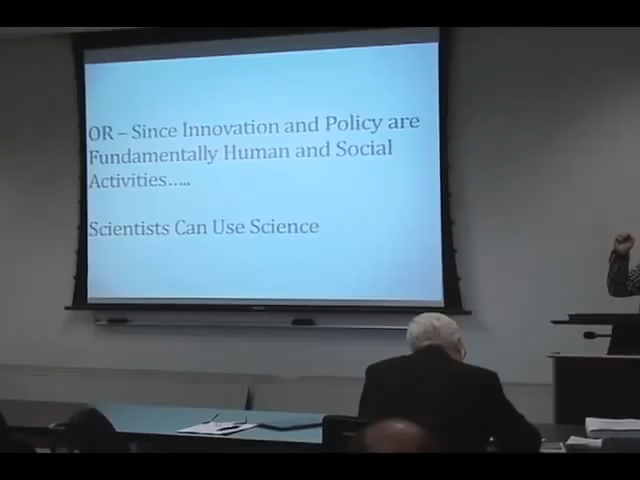 OR – Since Innovation and Policy are
Fundamentally Human and Social
Activities…..
Scientists Can Use Science